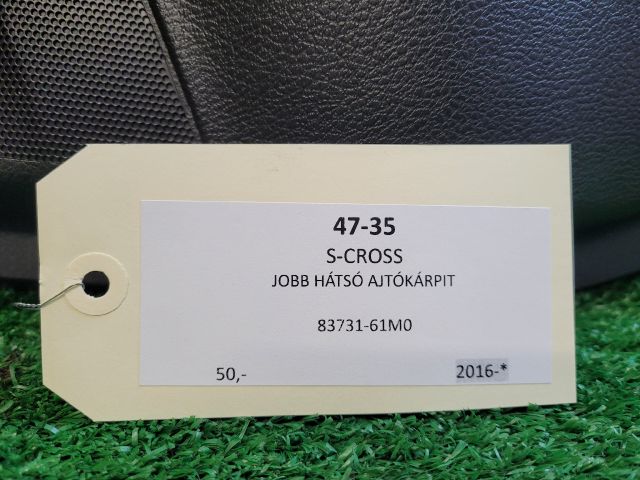 47-35
S-CROSS
JOBB HÁTSÓ AJTÓKÁRPIT
83731-61M0
50,- 2016-*